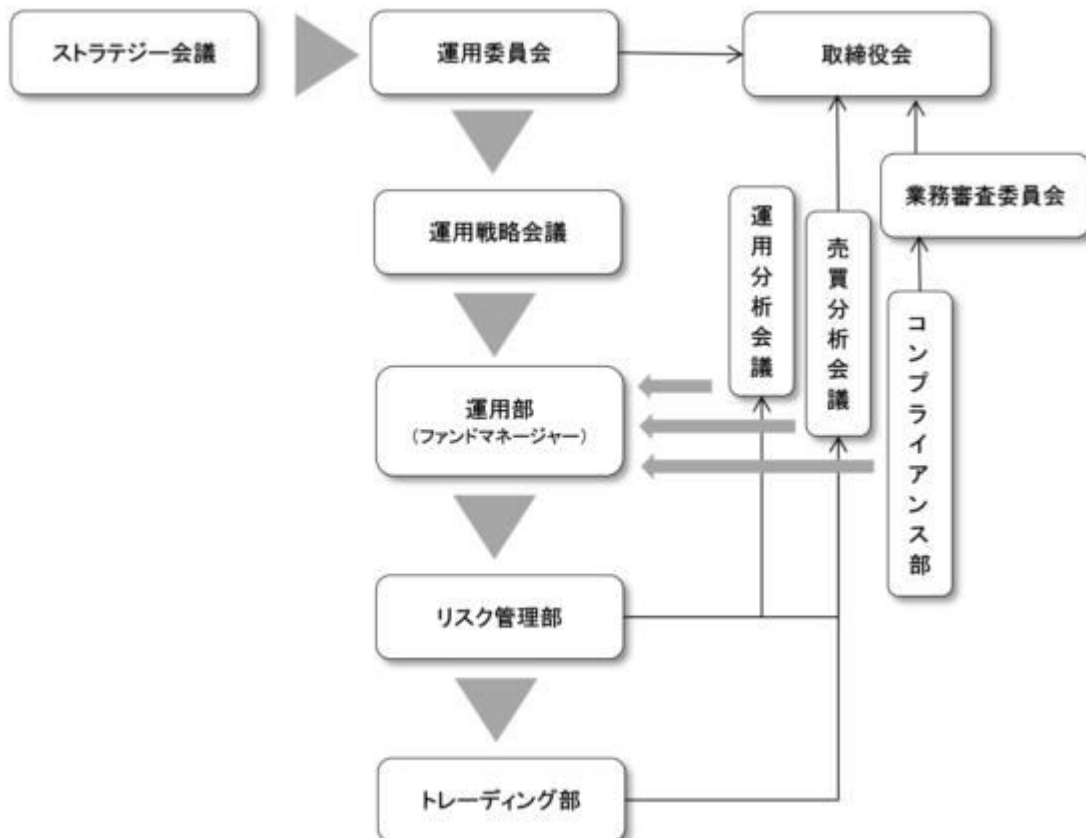 ストラテジー会議
運用委員会
取締役会
運用戦略会議
業務審査委員会
運用分析会議
売買分析会議
コンプライアンス部
運用部
(ファンドマネージャー)
リスク管理部
トレーディング部